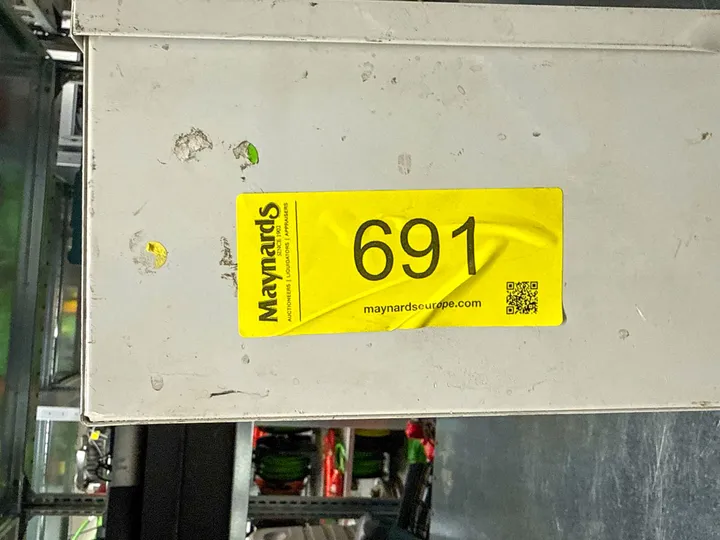 Maynards
SINCE 1902
AUCTIONEERS | LIQUIDATORS | APPRAISERS
691
maynardseurope.com